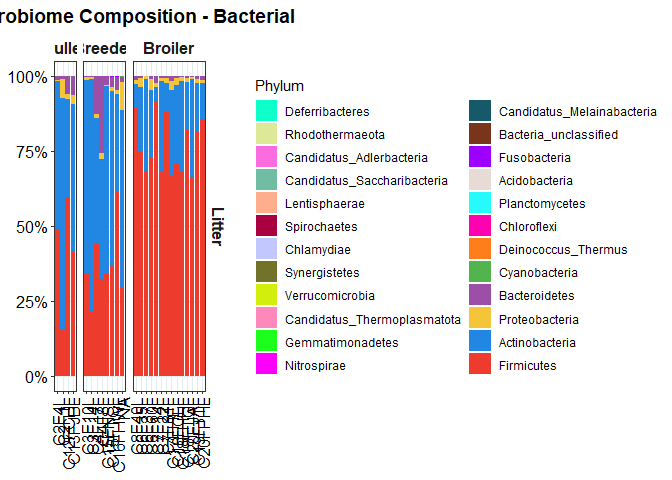 robiome Composition - Bacterial
ulle
reede
Broiler
100%
75%
50%
25%
0%
Litter
Phylum
Deferribacteres
Rhodothermaeota
Candidatus_Adlerbacteria
Candidatus_Saccharibacteria
Lentisphaerae
Spirochaetes
Chlamydiae
Synergistetes
Verrucomicrobia
Candidatus_Thermoplasmatota
Gemmatimonadetes
Nitrospirae
Candidatus_Melainabacteria
Bacteria_unclassified
Fusobacteria
Acidobacteria
Planctomycetes
Chloroflexi
Deinococcus_Thermus
Cyanobacteria
Bacteroidetes
Proteobacteria
Actinobacteria
Firmicutes